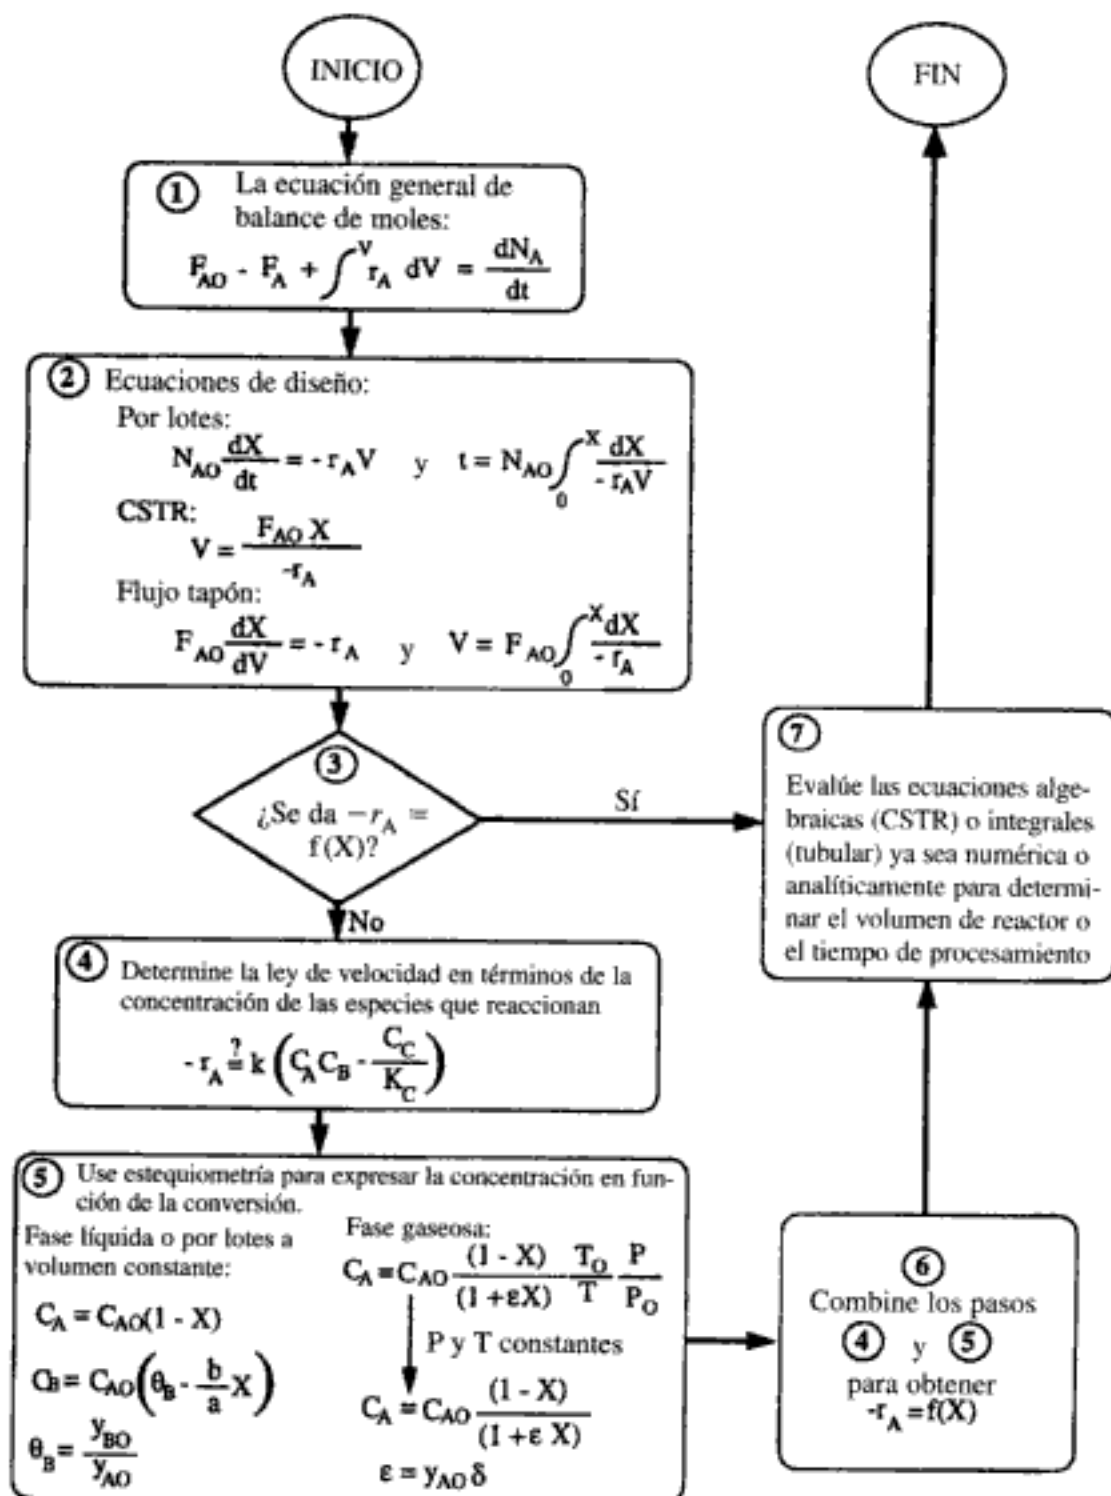 INICIO
FIN
① La ecuación general de
balance de moles:
F_AO - F_A + ∫^V r_A dV = dN_A/dt
② Ecuaciones de diseño:
Por lotes:
N_AO dX/dt = - r_A V y t = N_AO ∫_0^X dX/(- r_A V)
CSTR:
V = F_AO X/(-r_A)
Flujo tapón:
F_AO dX/dV = - r_A y V = F_AO ∫_0^X dX/(- r_A)
③
¿Se da −r_A =
f(X)?
Sí
No
④ Determine la ley de velocidad en términos de la
concentración de las especies que reaccionan
- r_A ≟ k (C_A C_B - C_C/K_C)
⑤ Use estequiometría para expresar la concentración en fun-
ción de la conversión.
Fase líquida o por lotes a
volumen constante:
C_A = C_AO(1 - X)
C_B = C_AO(θ_B - b/a X)
θ_B = y_BO/y_AO
Fase gaseosa:
C_A = C_AO (1 - X)/(1 + εX) T_O/T P/P_O
P y T constantes
C_A = C_AO (1 - X)/(1 + ε X)
ε = y_AO δ
⑥
Combine los pasos
④ y ⑤
para obtener
-r_A = f(X)
⑦
Evalúe las ecuaciones alge-
braicas (CSTR) o integrales
(tubular) ya sea numérica o
analíticamente para determi-
nar el volumen de reactor o
el tiempo de procesamiento